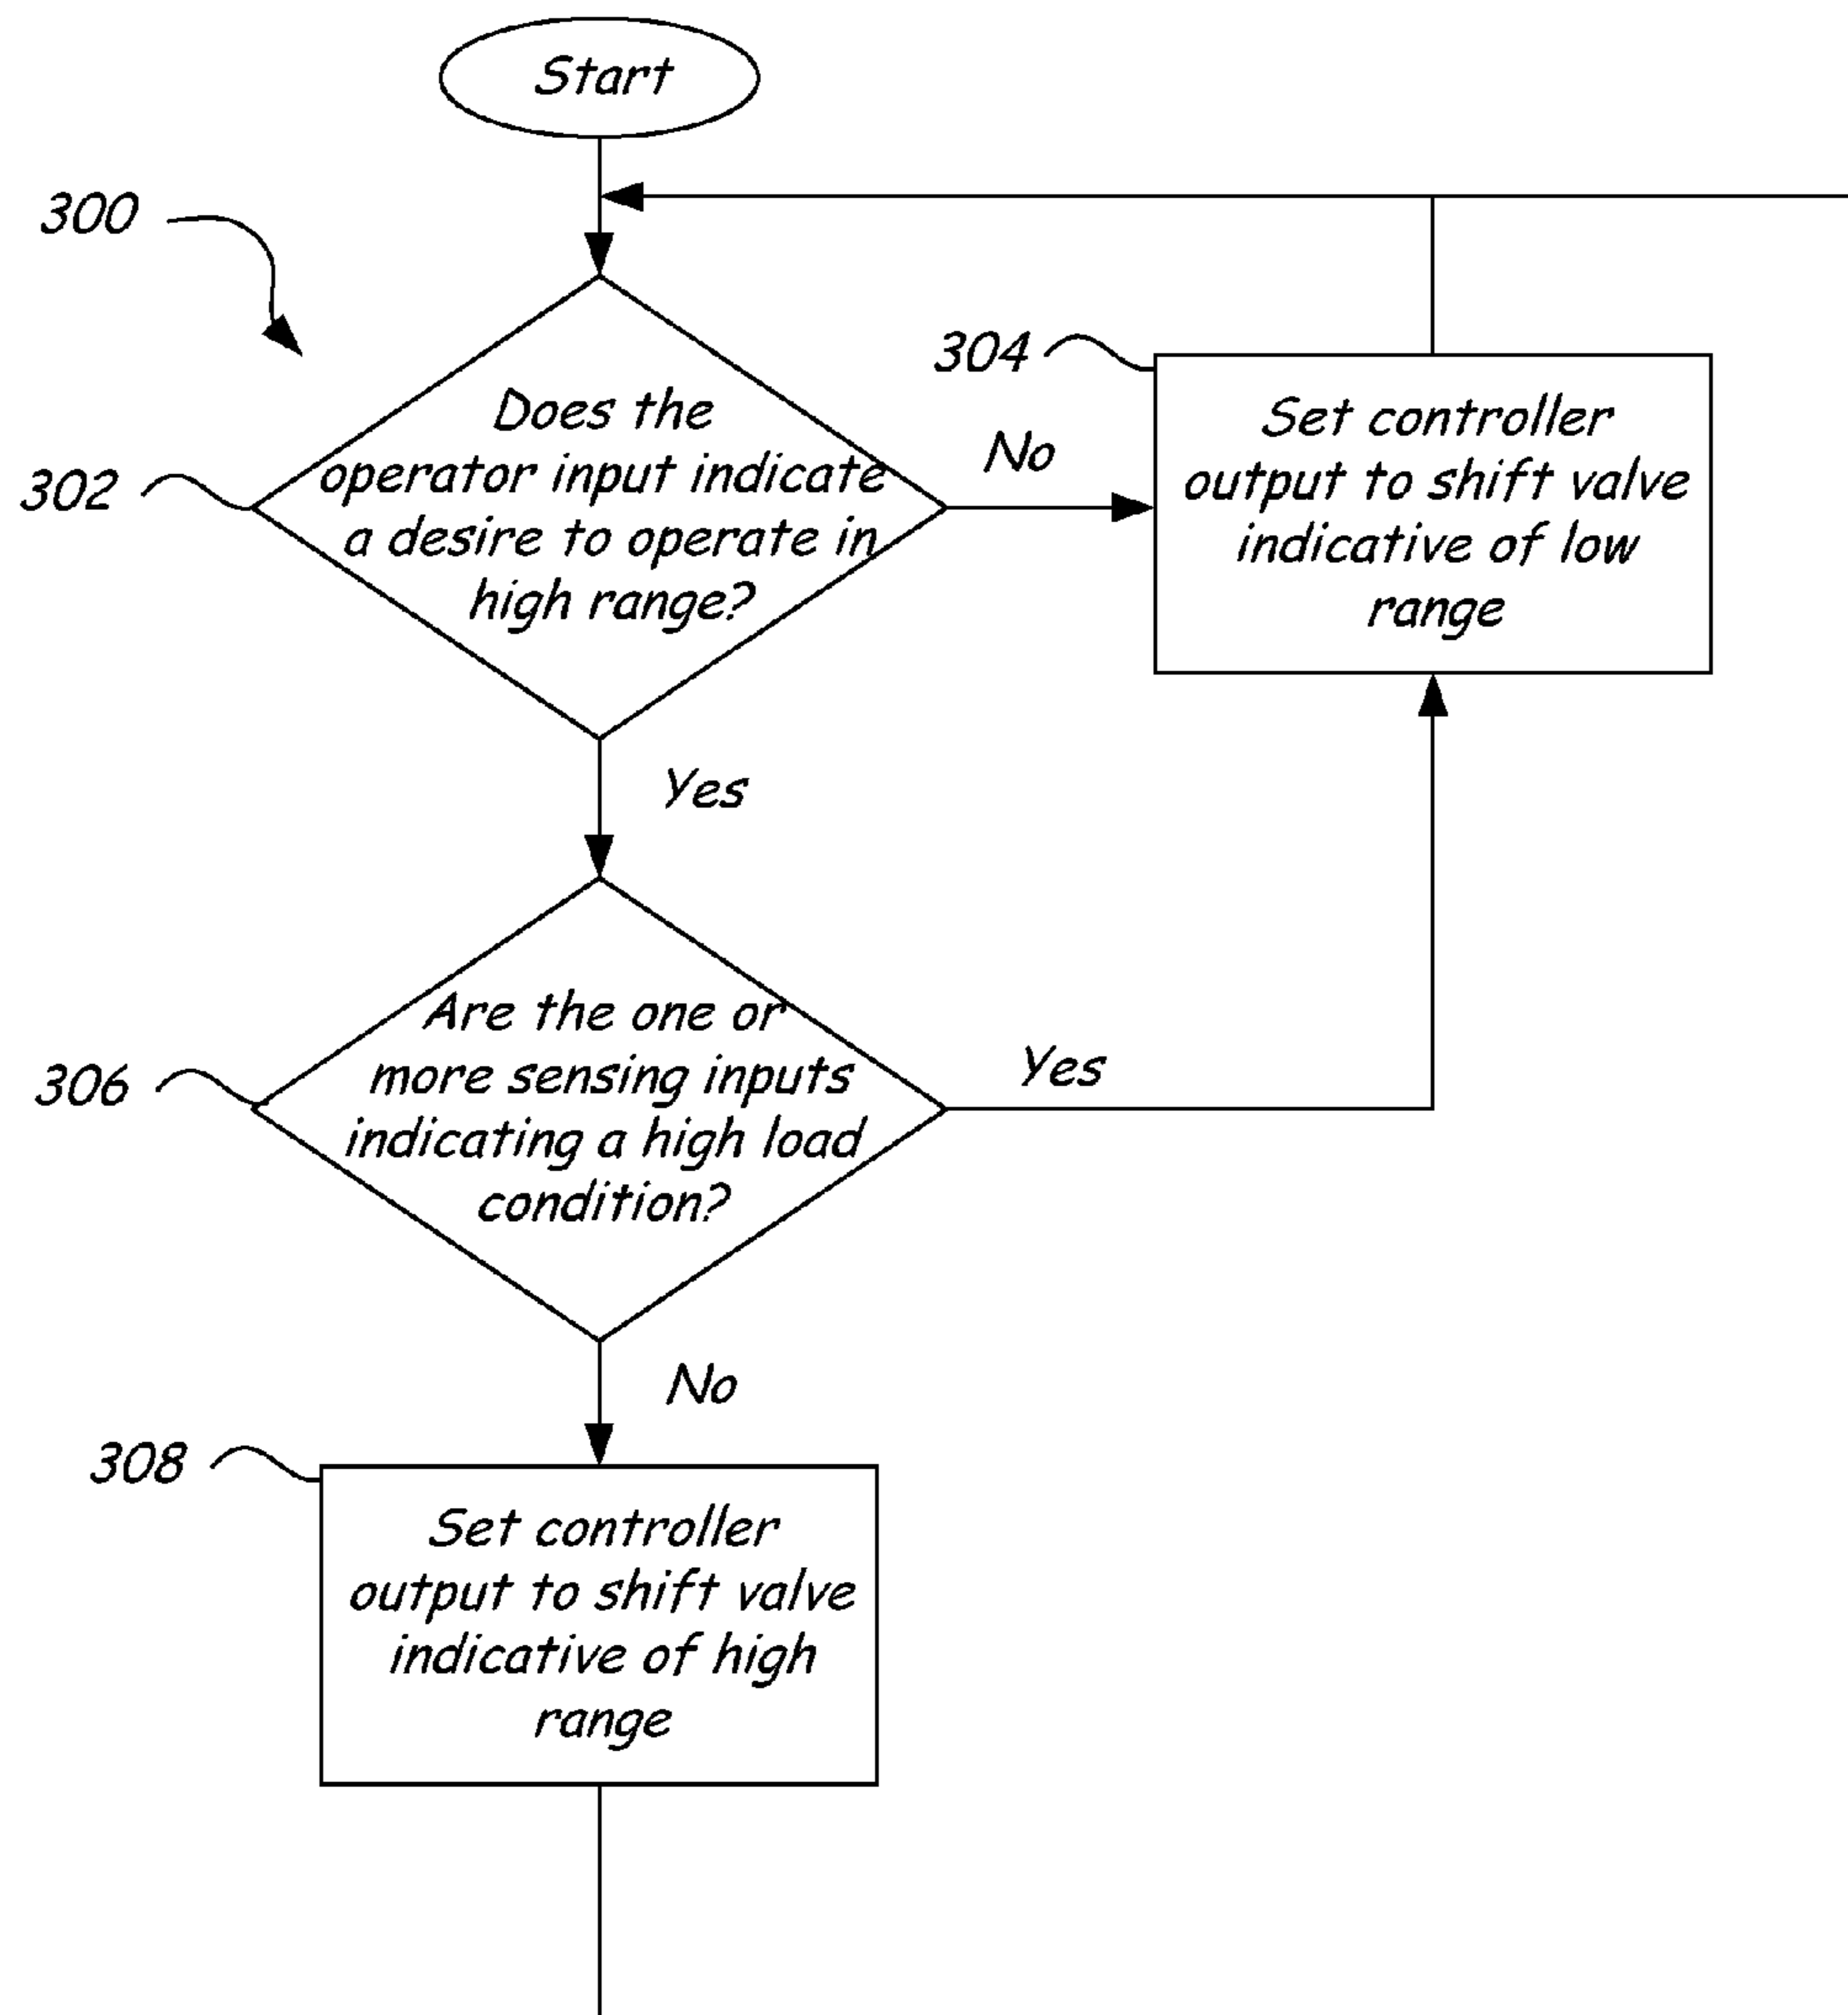 Start
300
302
Does the
operator input indicate
a desire to operate in
high range?
No
304
Set controller
output to shift valve
indicative of low
range
Yes
306
Are the one or
more sensing inputs
indicating a high load
condition?
Yes
No
308
Set controller
output to shift valve
indicative of high
range